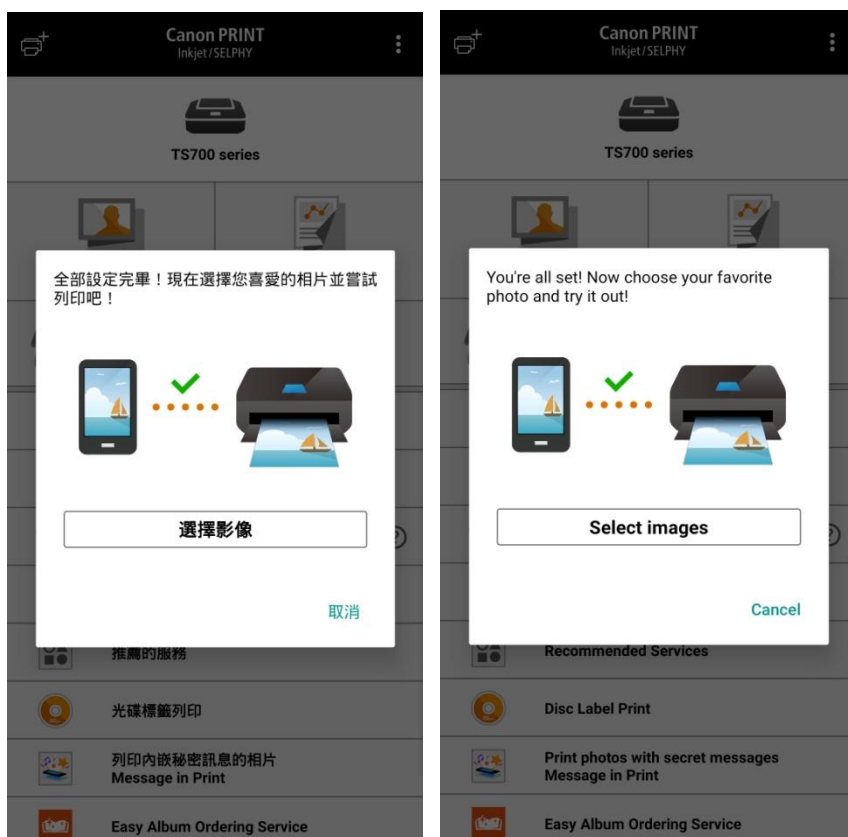 Canon PRINT
Inkjet/SELPHY
TS700 series
全部設定完畢！現在選擇您喜愛的相片並嘗試
列印吧！
選擇影像
取消
推薦的服務
光碟標籤列印
列印內嵌秘密訊息的相片
Message in Print
Easy Album Ordering Service
Canon PRINT
Inkjet/SELPHY
TS700 series
You're all set! Now choose your favorite
photo and try it out!
Select images
Cancel
Recommended Services
Disc Label Print
Print photos with secret messages
Message in Print
Easy Album Ordering Service